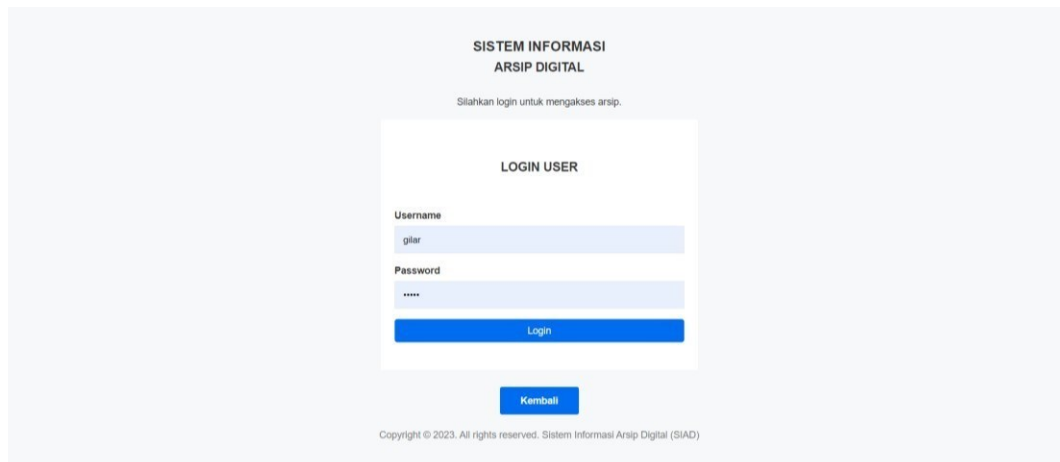 SISTEM INFORMASI
ARSIP DIGITAL
Silahkan login untuk mengakses arsip.
LOGIN USER
Username
gilar
Password
•••••
Login
Kembali
Copyright © 2023. All rights reserved. Sistem Informasi Arsip Digital (SIAD)